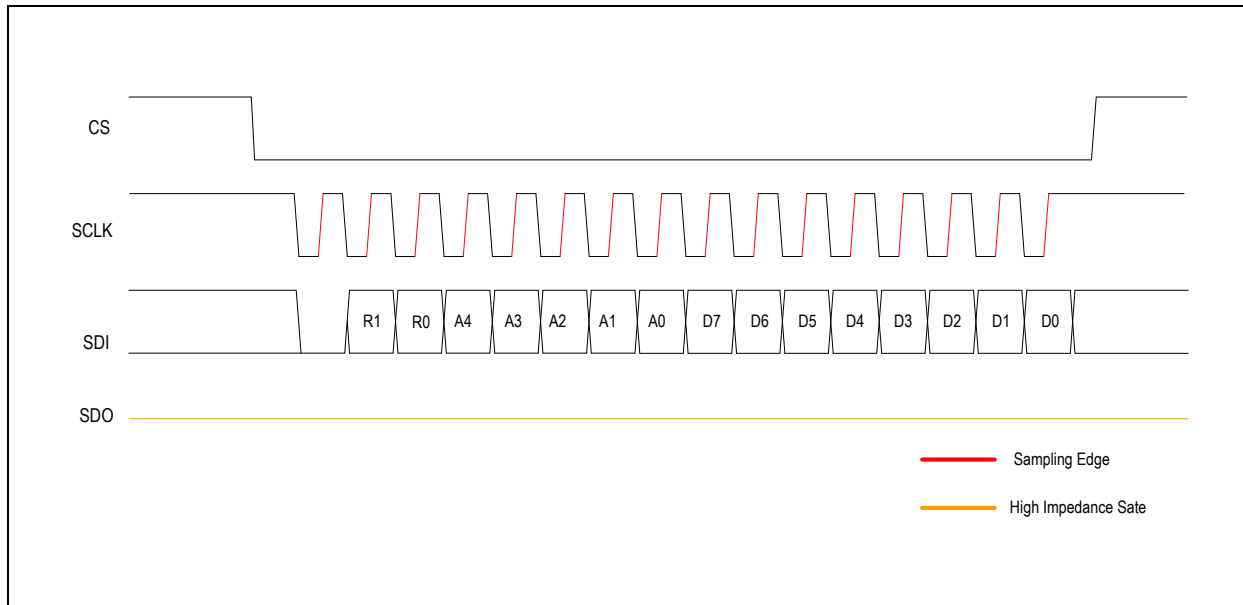 CS
SCLK
SDI
R1 R0 A4 A3 A2 A1 A0 D7 D6 D5 D4 D3 D2 D1 D0
SDO
Sampling Edge
High Impedance Sate